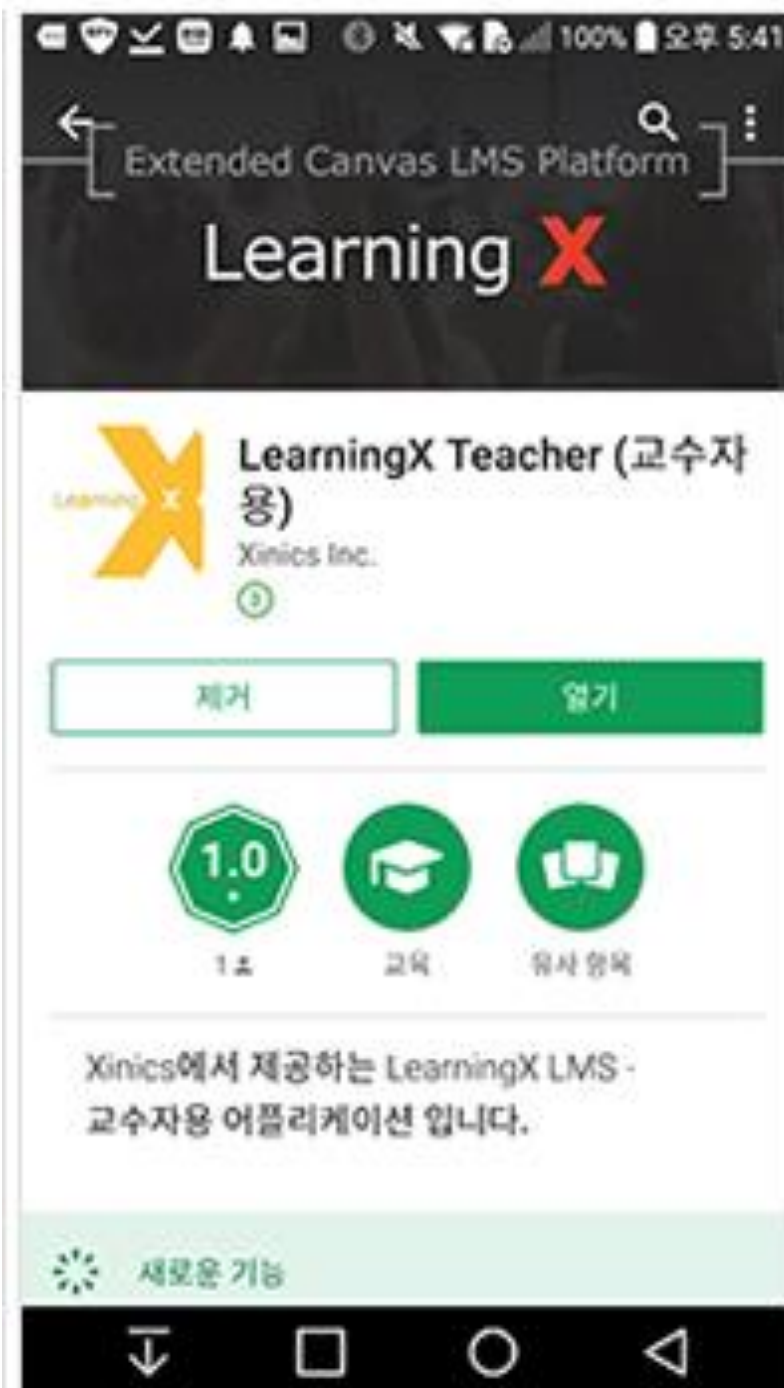 100% 오후 5:41
Extended Canvas LMS Platform
Learning X
Learning X
LearningX Teacher (교수자
용)
Xinics Inc.
3
제거
열기
1.0
1
교육
유사 항목
Xinics에서 제공하는 LearningX LMS -
교수자용 어플리케이션 입니다.
새로운 기능